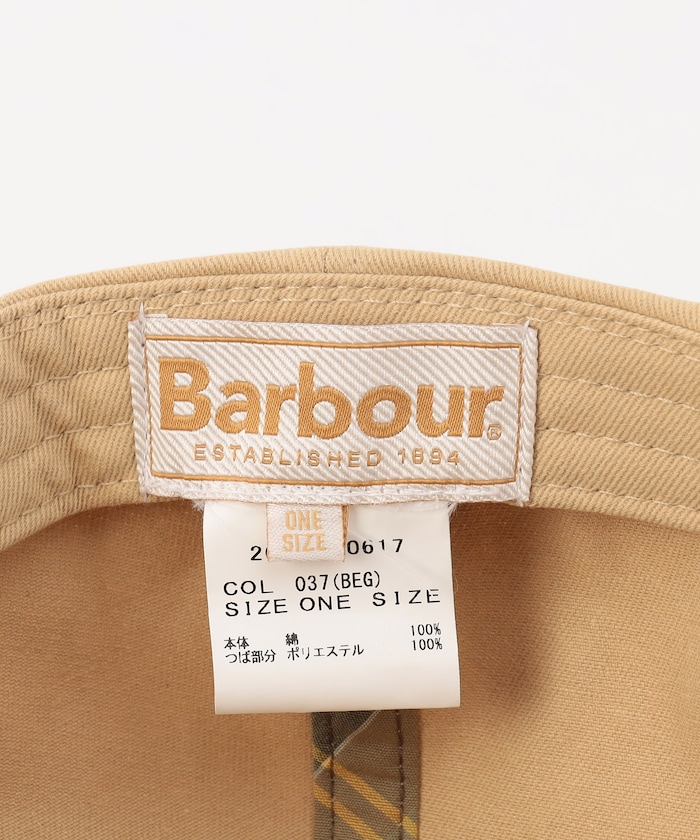 Barbour®
ESTABLISHED 1894
ONE
SIZE
0617
COL 037(BEG)
SIZE ONE SIZE
本体 綿 100%
つば部分 ポリエステル 100%